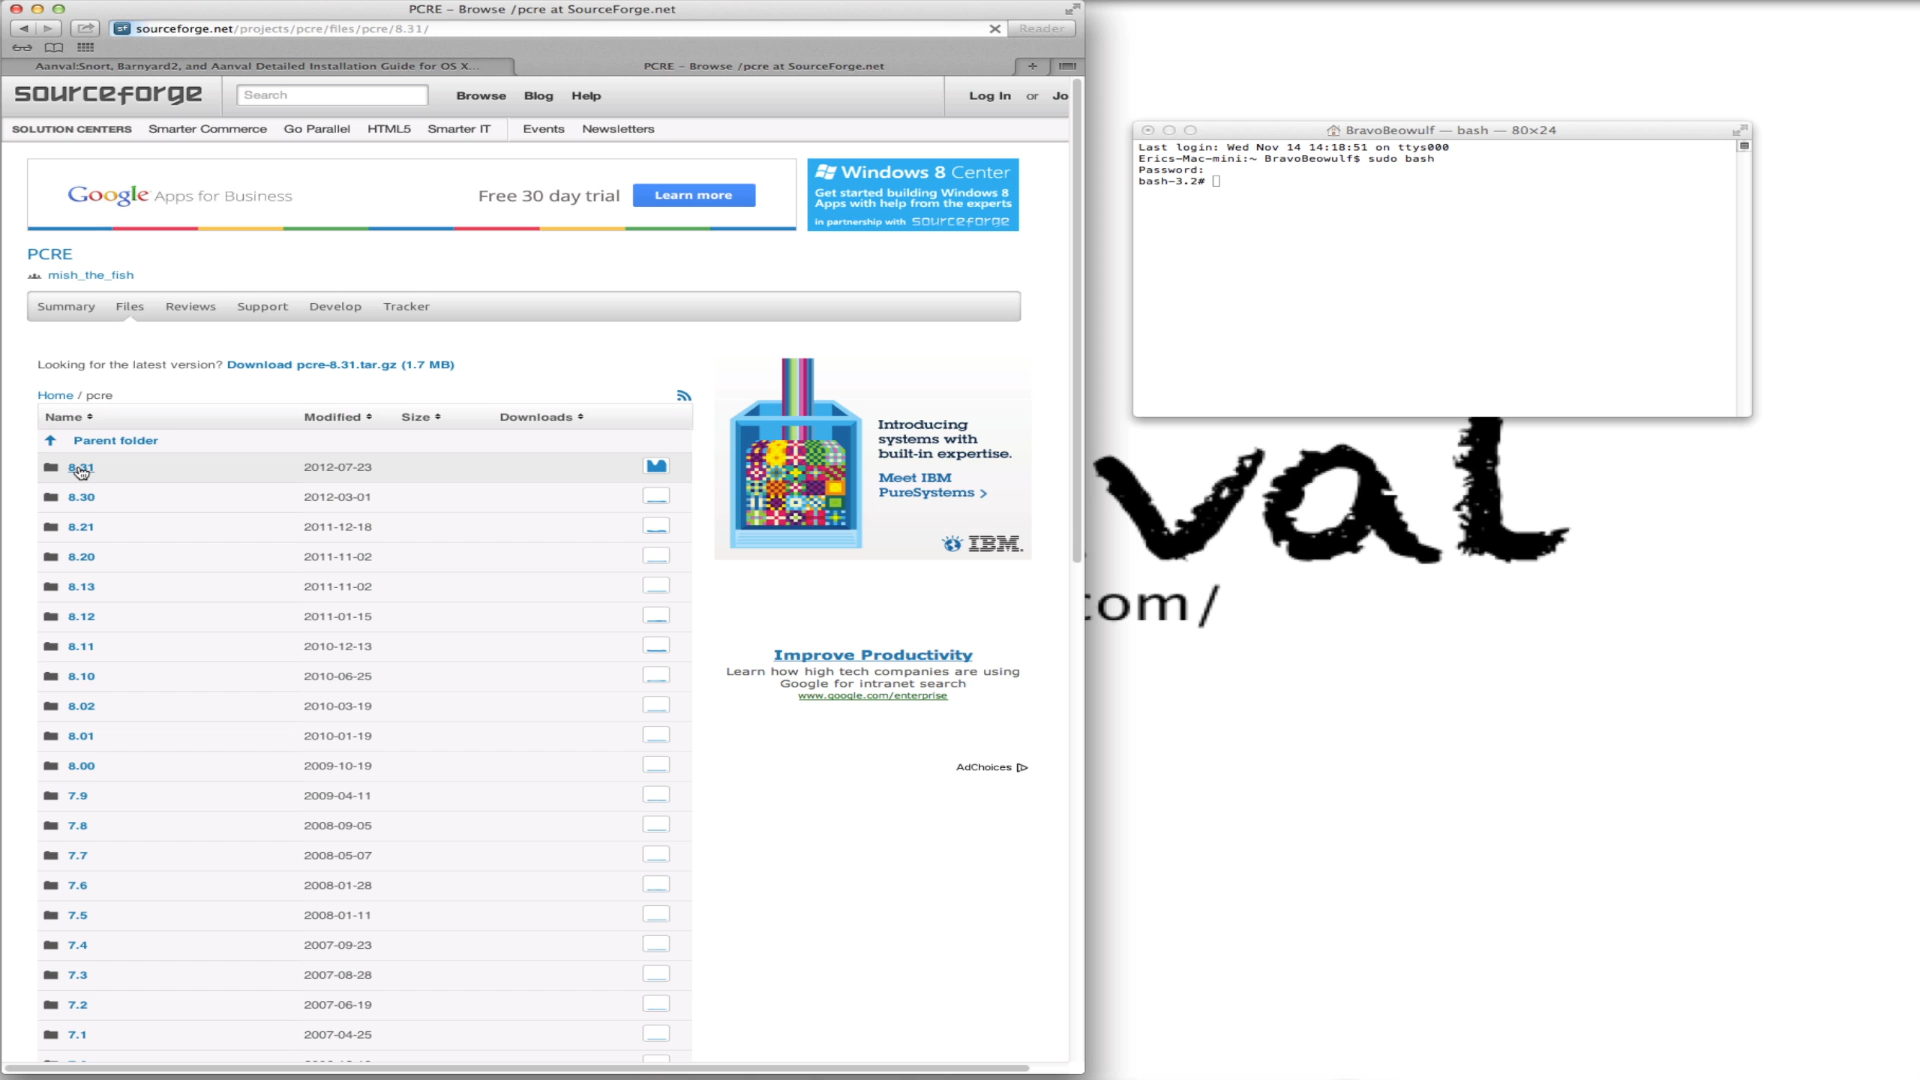 PCRE – Browse /pcre at SourceForge.net
sourceforge.net/projects/pcre/files/pcre/8.31/
Reader
Aanval:Snort, Barnyard2, and Aanval Detailed Installation Guide for OS X...
PCRE – Browse /pcre at SourceForge.net
sourceforge
Search
Browse Blog Help
Log In or Jo
SOLUTION CENTERS Smarter Commerce Go Parallel HTML5 Smarter IT Events Newsletters
Google Apps for Business
Free 30 day trial
Learn more
Windows 8 Center
Get started building Windows 8
Apps with help from the experts
in partnership with sourceforge
PCRE
mish_the_fish
Summary Files Reviews Support Develop Tracker
Looking for the latest version? Download pcre-8.31.tar.gz (1.7 MB)
Home / pcre
Name Modified Size Downloads
Parent folder
8.31 2012-07-23
8.30 2012-03-01
8.21 2011-12-18
8.20 2011-11-02
8.13 2011-11-02
8.12 2011-01-15
8.11 2010-12-13
8.10 2010-06-25
8.02 2010-03-19
8.01 2010-01-19
8.00 2009-10-19
7.9 2009-04-11
7.8 2008-09-05
7.7 2008-05-07
7.6 2008-01-28
7.5 2008-01-11
7.4 2007-09-23
7.3 2007-08-28
7.2 2007-06-19
7.1 2007-04-25
Introducing
systems with
built-in expertise.
Meet IBM
PureSystems >
IBM.
Improve Productivity
Learn how high tech companies are using
Google for intranet search
www.google.com/enterprise
AdChoices
BravoBeowulf — bash — 80×24
Last login: Wed Nov 14 14:18:51 on ttys000
Erics-Mac-mini:~ BravoBeowulf$ sudo bash
Password:
bash-3.2#
val
com/